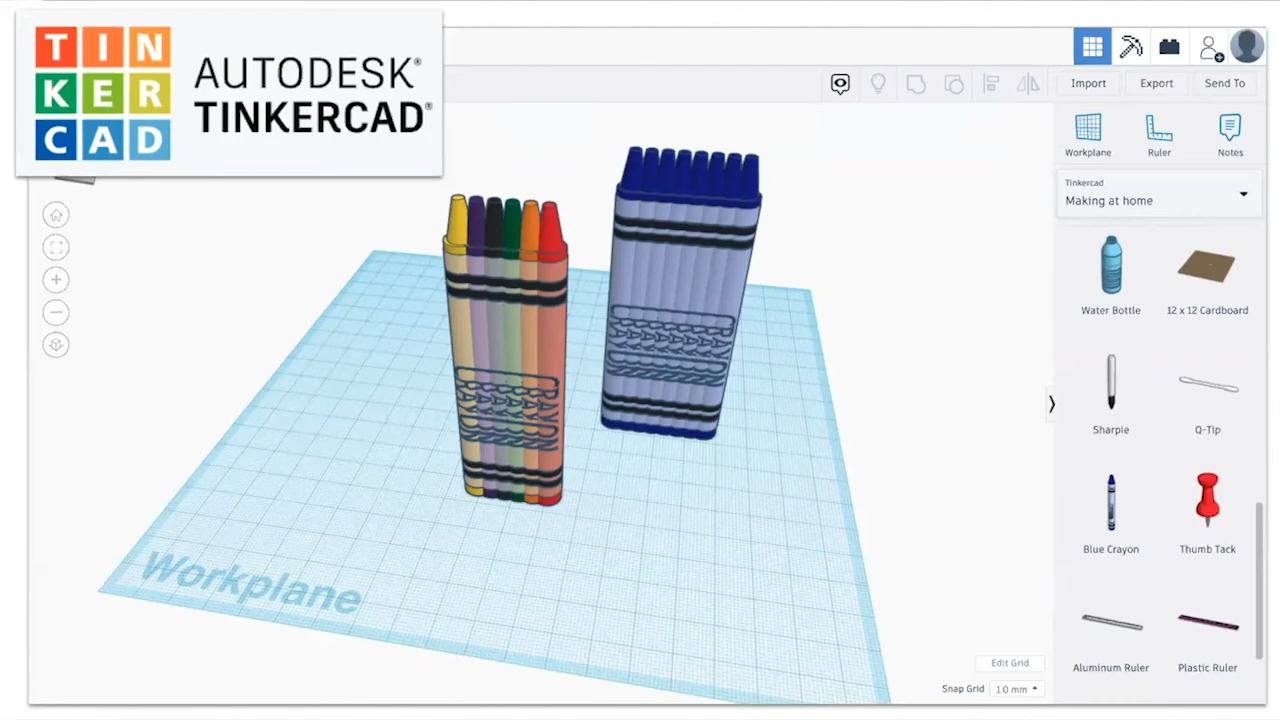 TIN
KER
CAD
AUTODESK®
TINKERCAD®
Import
Export
Send To
Workplane
Ruler
Notes
Tinkercad
Making at home
Water Bottle
12 x 12 Cardboard
Sharpie
Q-Tip
CRAYON
CRAYON
Blue Crayon
Thumb Tack
Workplane
Aluminum Ruler
Plastic Ruler
Edit Grid
Snap Grid
1.0 mm